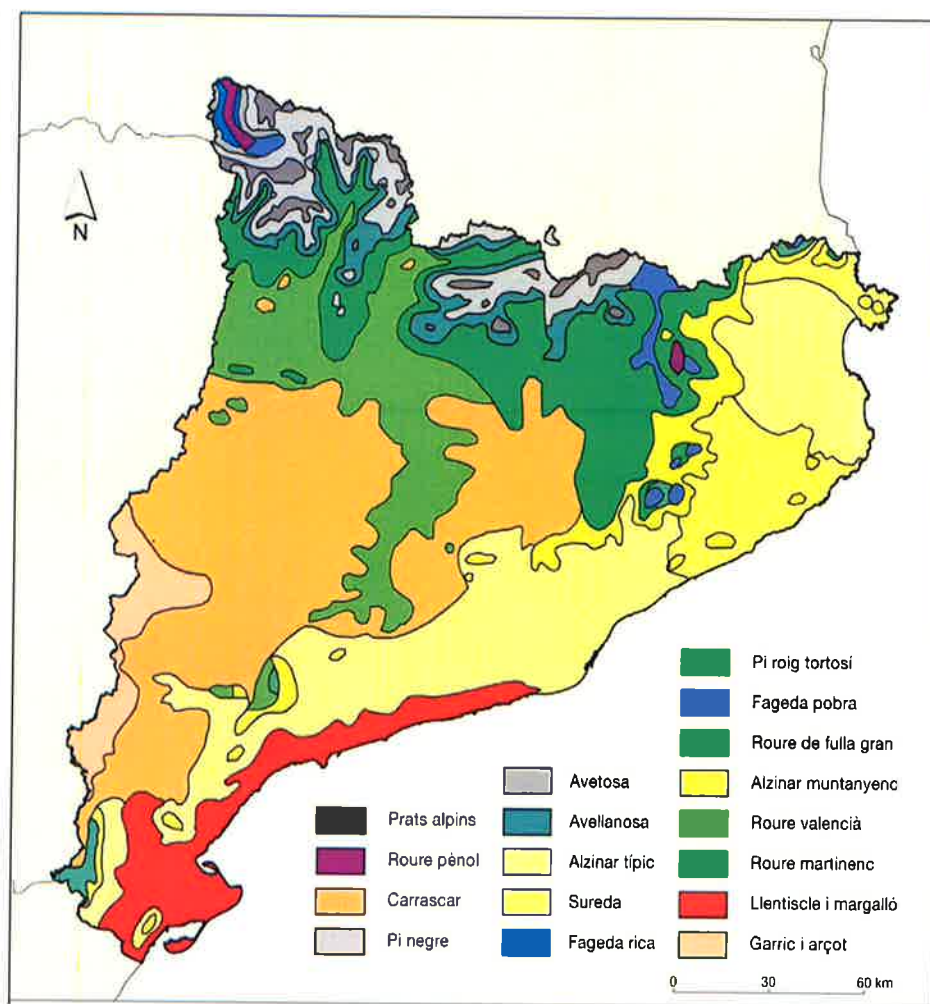 N
Prats alpins
Roure pènol
Carrascar
Pi negre
Avetosa
Avellanosa
Alzinar típic
Sureda
Fageda rica
Pi roig tortosí
Fageda pobra
Roure de fulla gran
Alzinar muntanyenc
Roure valencià
Roure martinenc
Llentiscle i margalló
Garric i arçot
0 30 60 km